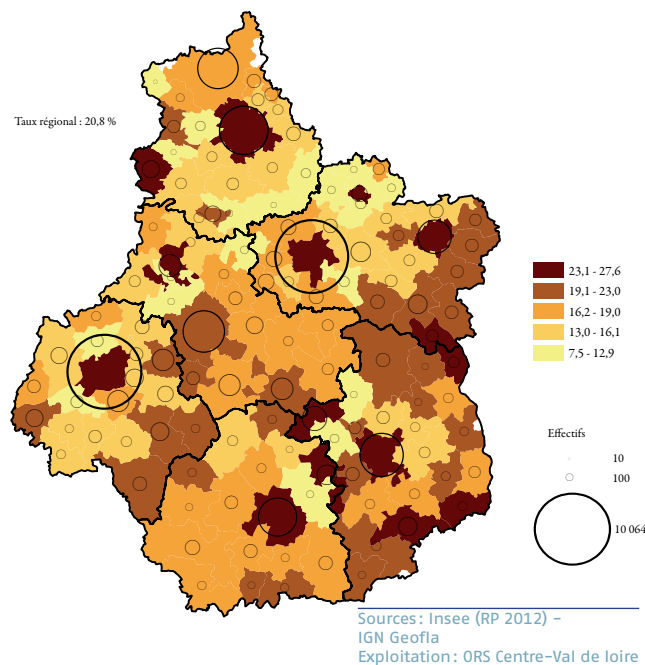 Taux régional : 20,8 %
23,1 - 27,6
19,1 - 23,0
16,2 - 19,0
13,0 - 16,1
7,5 - 12,9
Effectifs
10
100
10 064
Sources: Insee (RP 2012) –
IGN Geofla
Exploitation: ORS Centre-Val de loire